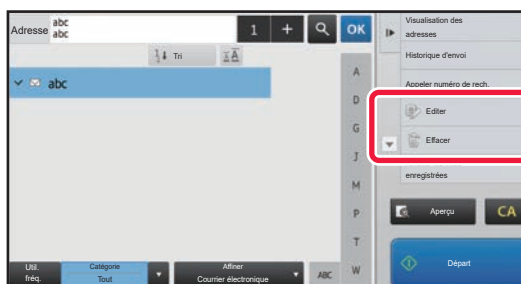 Adresse abc
abc
1 +
OK
Visualisation des
adresses
Tri
A
Historique d'envoi
abc
A
D
G
J
M
P
T
W
Appeler numéro de rech.
Editer
Effacer
enregistrées
Aperçu
CA
Départ
Util.
fréq.
Catégorie
Tout
Affiner
Courrier électronique
ABC